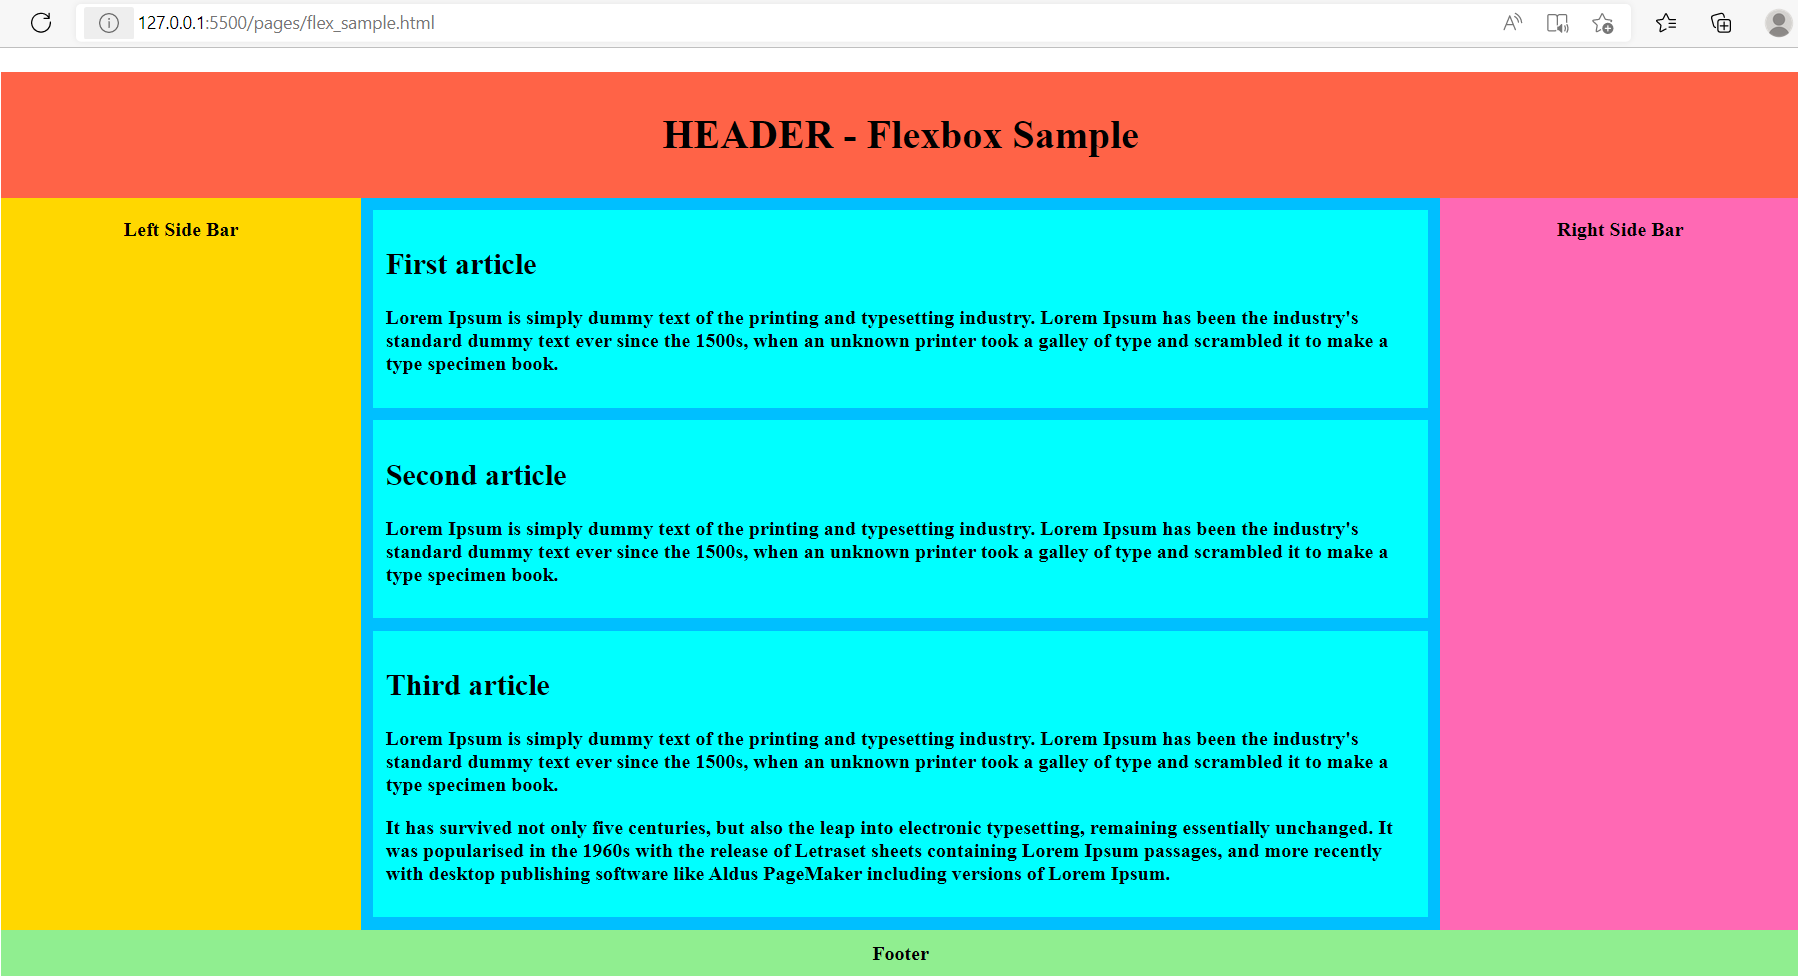 127.0.0.1:5500/pages/flex_sample.html
HEADER - Flexbox Sample
Left Side Bar
First article
Lorem Ipsum is simply dummy text of the printing and typesetting industry. Lorem Ipsum has been the industry's
standard dummy text ever since the 1500s, when an unknown printer took a galley of type and scrambled it to make a
type specimen book.
Second article
Lorem Ipsum is simply dummy text of the printing and typesetting industry. Lorem Ipsum has been the industry's
standard dummy text ever since the 1500s, when an unknown printer took a galley of type and scrambled it to make a
type specimen book.
Third article
Lorem Ipsum is simply dummy text of the printing and typesetting industry. Lorem Ipsum has been the industry's
standard dummy text ever since the 1500s, when an unknown printer took a galley of type and scrambled it to make a
type specimen book.
It has survived not only five centuries, but also the leap into electronic typesetting, remaining essentially unchanged. It
was popularised in the 1960s with the release of Letraset sheets containing Lorem Ipsum passages, and more recently
with desktop publishing software like Aldus PageMaker including versions of Lorem Ipsum.
Right Side Bar
Footer